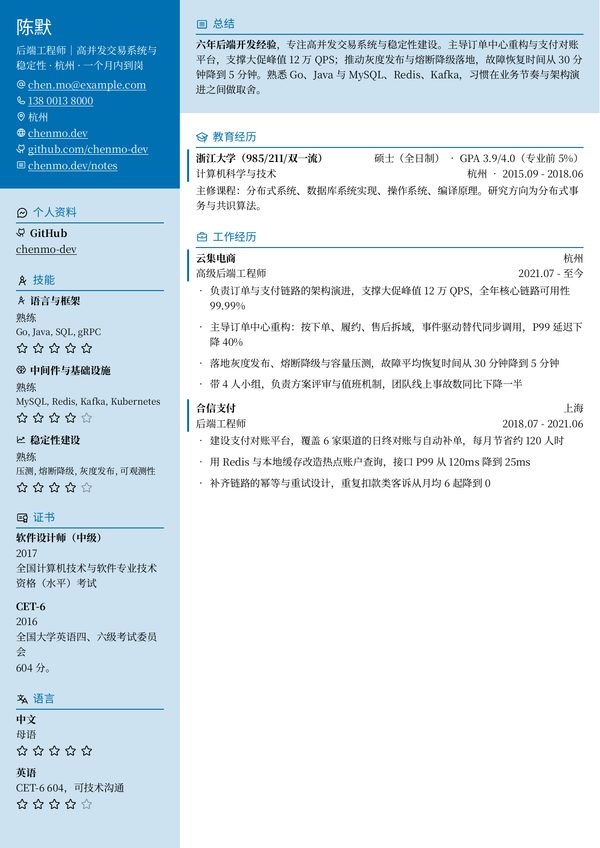 陈默
后端工程师｜高并发交易系统与
稳定性 · 杭州 · 一个月内到岗
chen.mo@example.com
138 0013 8000
杭州
chenmo.dev
github.com/chenmo-dev
chenmo.dev/notes
个人资料
GitHub
chenmo-dev
技能
语言与框架
熟练
Go, Java, SQL, gRPC
中间件与基础设施
熟练
MySQL, Redis, Kafka, Kubernetes
稳定性建设
熟练
压测, 熔断降级, 灰度发布, 可观测性
证书
软件设计师（中级）
2017
全国计算机技术与软件专业技术
资格（水平）考试
CET-6
2016
全国大学英语四、六级考试委员
会
604 分。
语言
中文
母语
英语
CET-6 604，可技术沟通
总结
六年后端开发经验，专注高并发交易系统与稳定性建设。主导订单中心重构与支付对账
平台，支撑大促峰值 12 万 QPS；推动灰度发布与熔断降级落地，故障恢复时间从 30 分
钟降到 5 分钟。熟悉 Go、Java 与 MySQL、Redis、Kafka，习惯在业务节奏与架构演
进之间做取舍。
教育经历
浙江大学（985/211/双一流） 硕士（全日制） · GPA 3.9/4.0（专业前 5%）
计算机科学与技术 杭州 · 2015.09 - 2018.06
主修课程：分布式系统、数据库系统实现、操作系统、编译原理。研究方向为分布式事
务与共识算法。
工作经历
云集电商 杭州
高级后端工程师 2021.07 - 至今
· 负责订单与支付链路的架构演进，支撑大促峰值 12 万 QPS，全年核心链路可用性
99.99%
· 主导订单中心重构：按下单、履约、售后拆域，事件驱动替代同步调用，P99 延迟下
降 40%
· 落地灰度发布、熔断降级与容量压测，故障平均恢复时间从 30 分钟降到 5 分钟
· 带 4 人小组，负责方案评审与值班机制，团队线上事故数同比下降一半
合信支付 上海
后端工程师 2018.07 - 2021.06
· 建设支付对账平台，覆盖 6 家渠道的日终对账与自动补单，每月节省约 120 人时
· 用 Redis 与本地缓存改造热点账户查询，接口 P99 从 120ms 降到 25ms
· 补齐链路的幂等与重试设计，重复扣款类客诉从月均 6 起降到 0